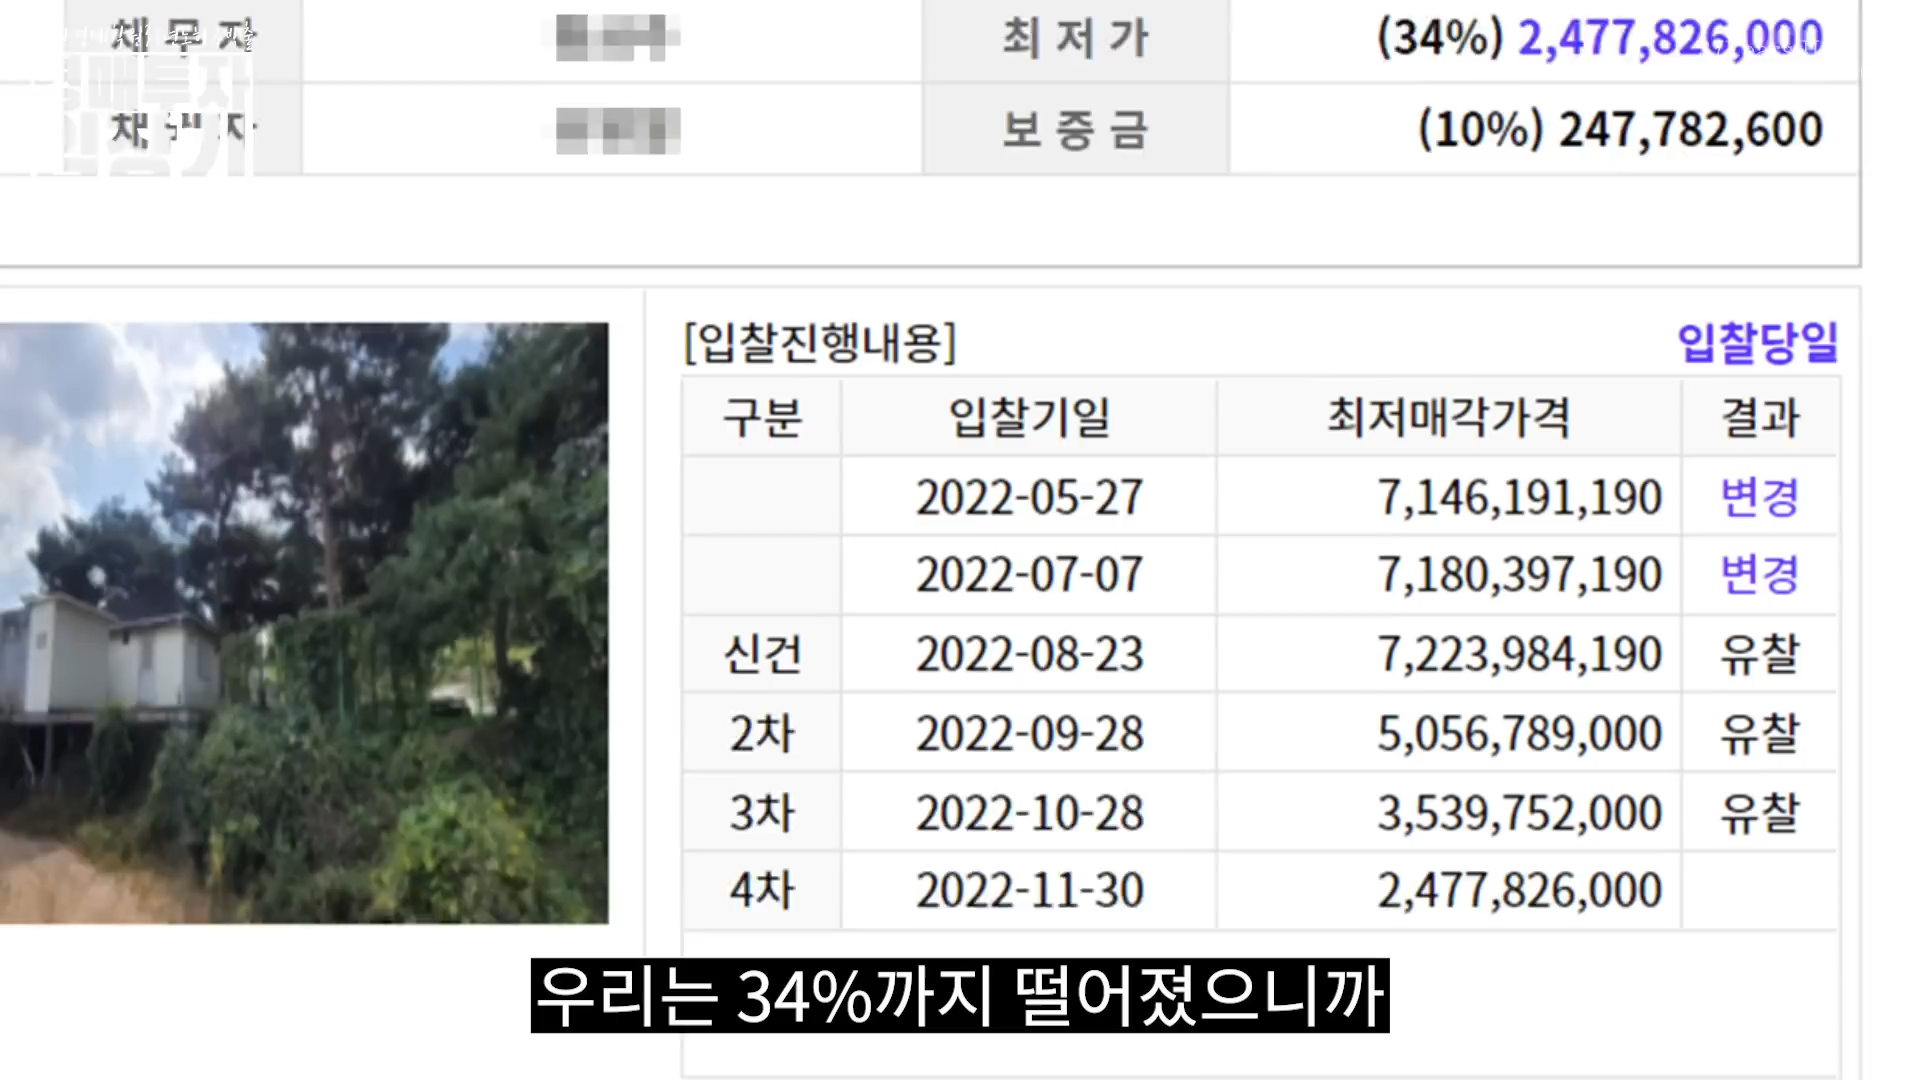 채 무 자
최 저 가
(34%) 2,477,826,000
채 권 자
보 증 금
(10%) 247,782,600
[입찰진행내용]
입찰당일
구분 입찰기일 최저매각가격 결과
2022-05-27 7,146,191,190 변경
2022-07-07 7,180,397,190 변경
신건 2022-08-23 7,223,984,190 유찰
2차 2022-09-28 5,056,789,000 유찰
3차 2022-10-28 3,539,752,000 유찰
4차 2022-11-30 2,477,826,000
우리는 34%까지 떨어졌으니까